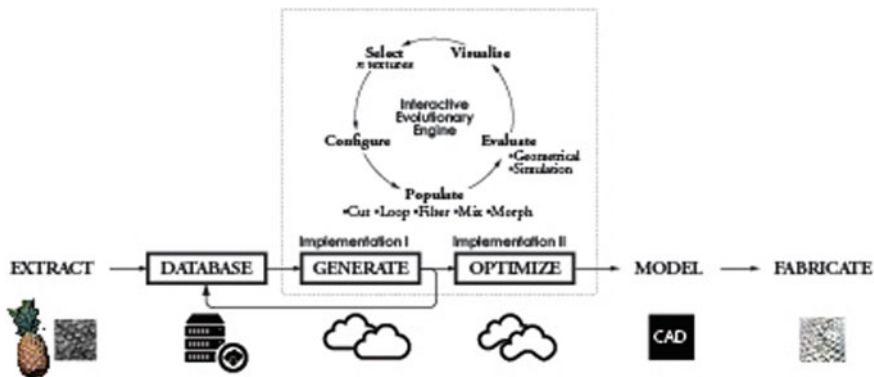 Select
n textures
Visualise
Interactive
Evolutionary
Engine
Configure
Evaluate
•Geometrical
•Simulation
Populate
•Cut •Loop •Filter •Mix •Morph
Implementation I
Implementation II
EXTRACT
DATABASE
GENERATE
OPTIMIZE
MODEL
FABRICATE
CAD